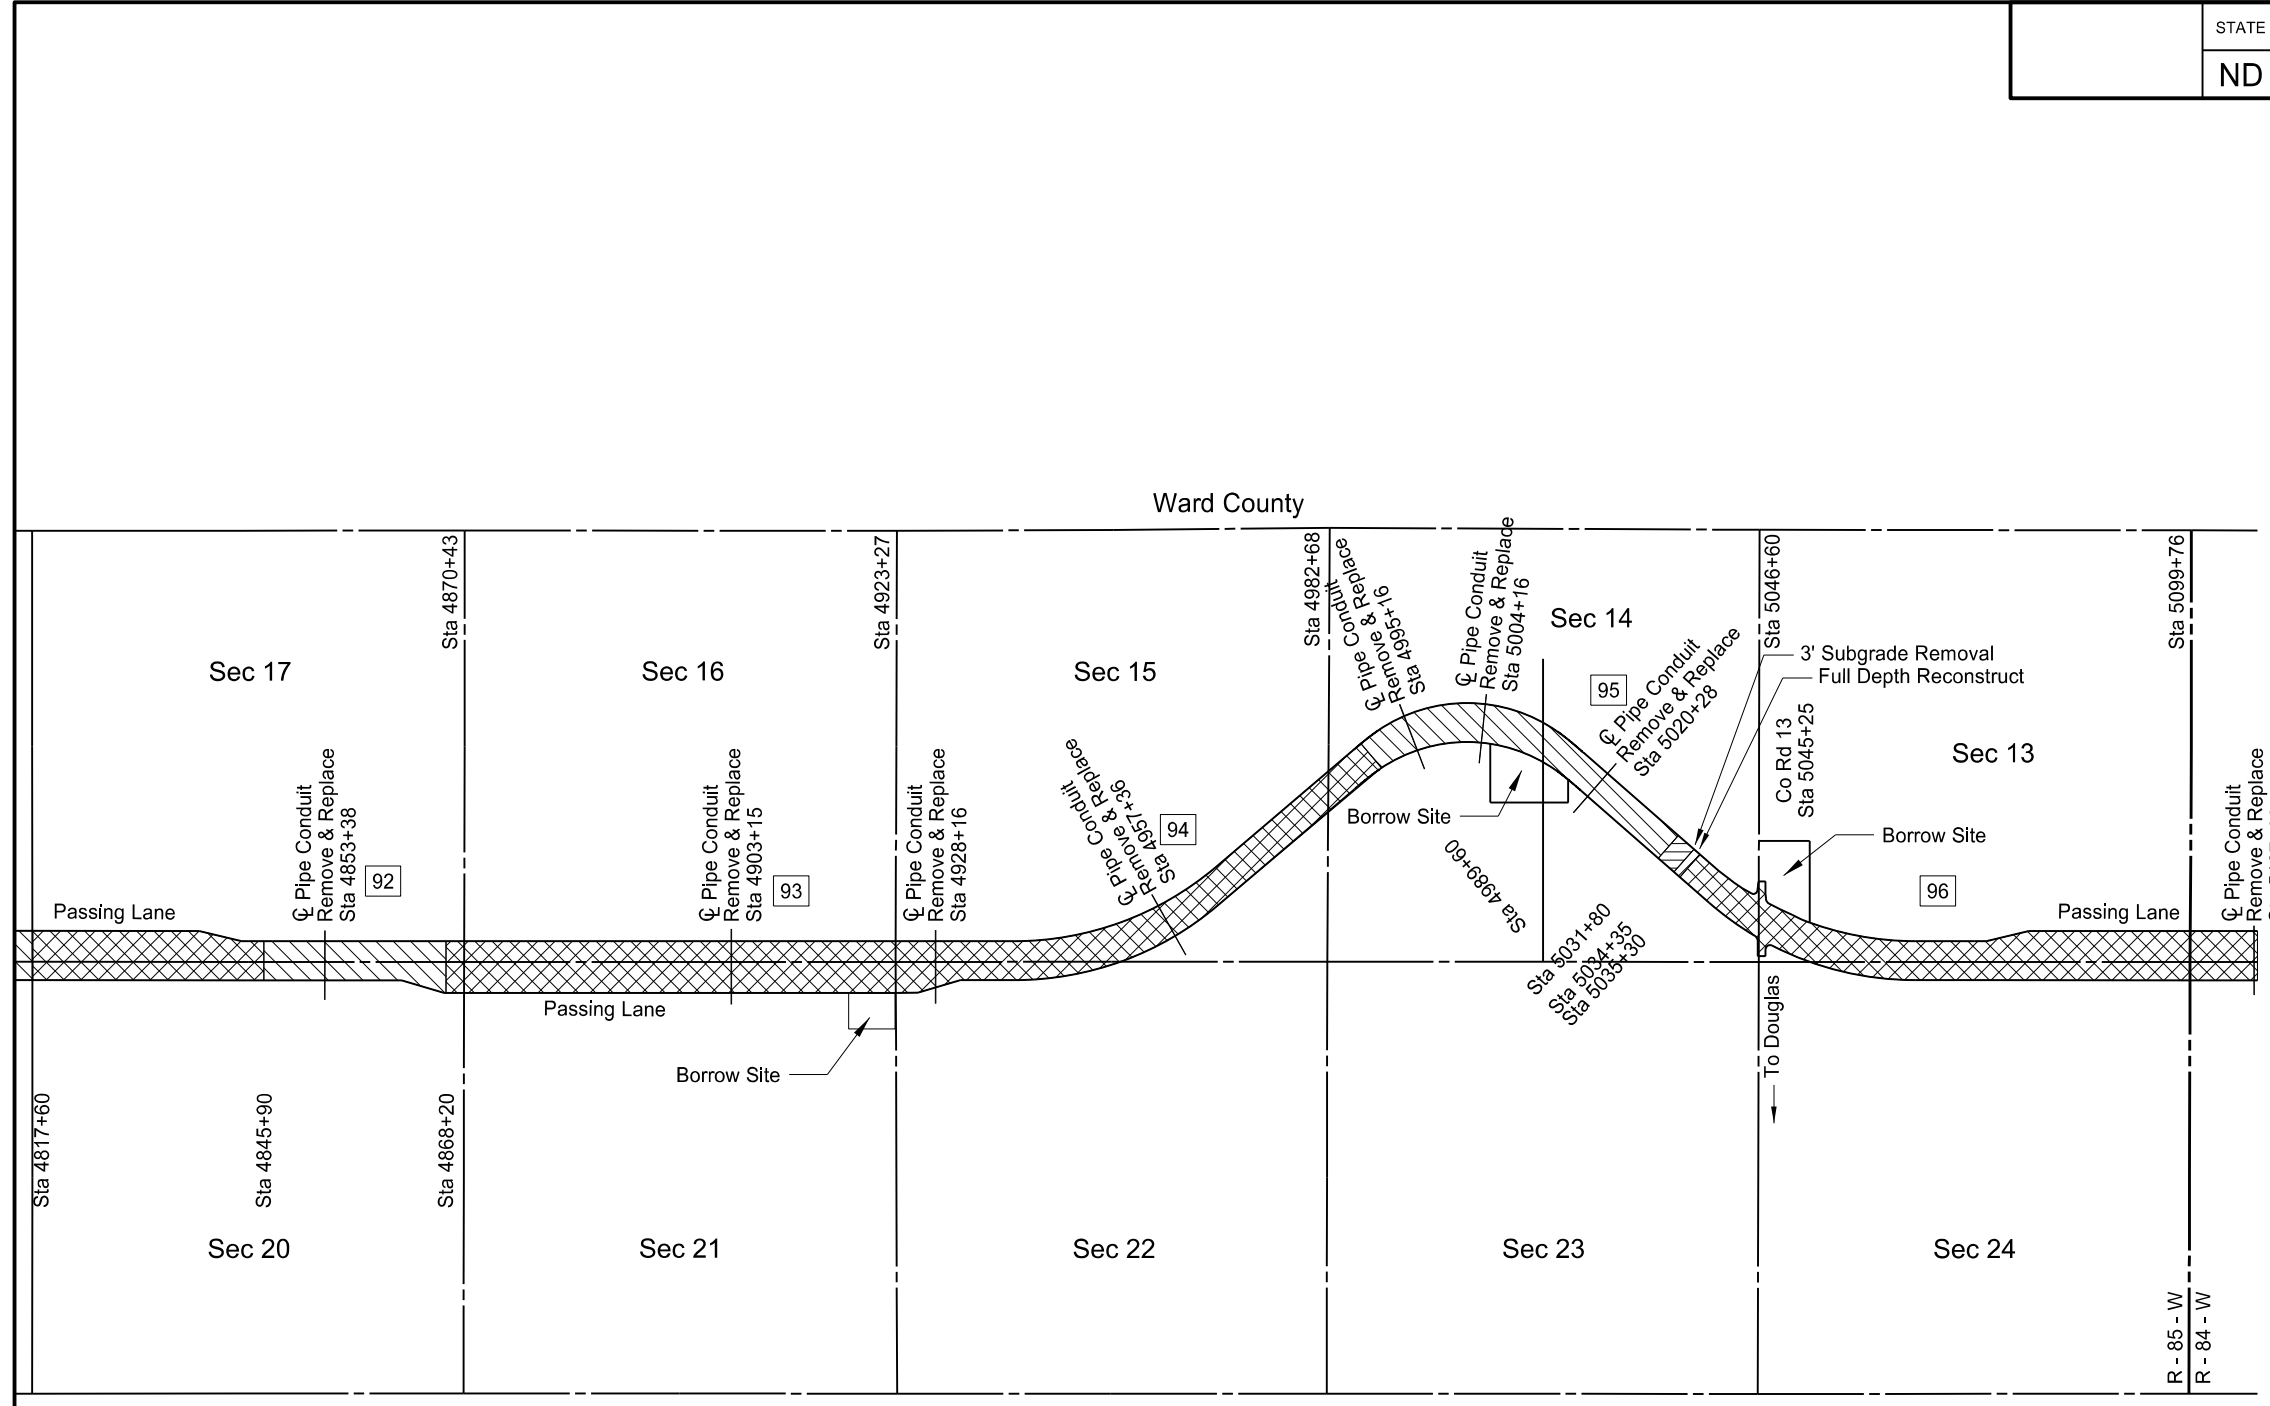 STATE
ND
Ward County
Sta 4870+43
Sta 4923+27
Sta 4982+68
Sta 5046+60
Sta 5099+76
Sec 17
Sec 16
Sec 15
Sec 14
Sec 13
℄ Pipe Conduit
Remove & Replace
Sta 4853+38
92
℄ Pipe Conduit
Remove & Replace
Sta 4903+15
93
℄ Pipe Conduit
Remove & Replace
Sta 4928+16
℄ Pipe Conduit
Remove & Replace
Sta 4957+36
94
℄ Pipe Conduit
Remove & Replace
Sta 4995+16
℄ Pipe Conduit
Remove & Replace
Sta 5004+16
95
℄ Pipe Conduit
Remove & Replace
Sta 5020+28
3' Subgrade Removal
Full Depth Reconstruct
Co Rd 13
Sta 5045+25
Borrow Site
Borrow Site
96
℄ Pipe Conduit
Remove & Replace
Passing Lane
Passing Lane
Passing Lane
Borrow Site
Sta 4989+60
Sta 5031+80
Sta 5034+35
Sta 5035+30
To Douglas
Sta 4817+60
Sta 4845+90
Sta 4868+20
Sec 20
Sec 21
Sec 22
Sec 23
Sec 24
R - 85 - W
R - 84 - W